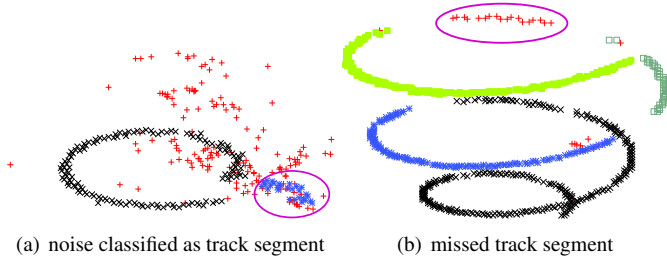 (a) noise classified as track segment
(b) missed track segment